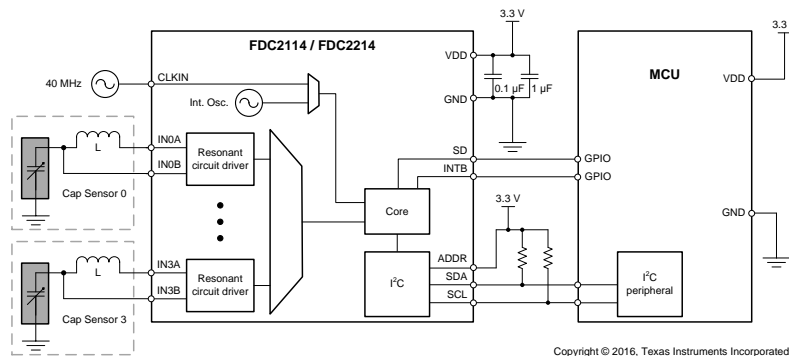 3.3 V
3.3
FDC2114 / FDC2214
VDD
MCU
VDD
40 MHz
CLKIN
0.1 µF
1 µF
Int. Osc.
GND
L
IN0A
IN0B
Resonant
circuit driver
Cap Sensor 0
SD
GPIO
INTB
GPIO
Core
3.3 V
GND
L
IN3A
IN3B
Resonant
circuit driver
Cap Sensor 3
I²C
ADDR
SDA
SCL
I²C
peripheral
Copyright © 2016, Texas Instruments Incorporated